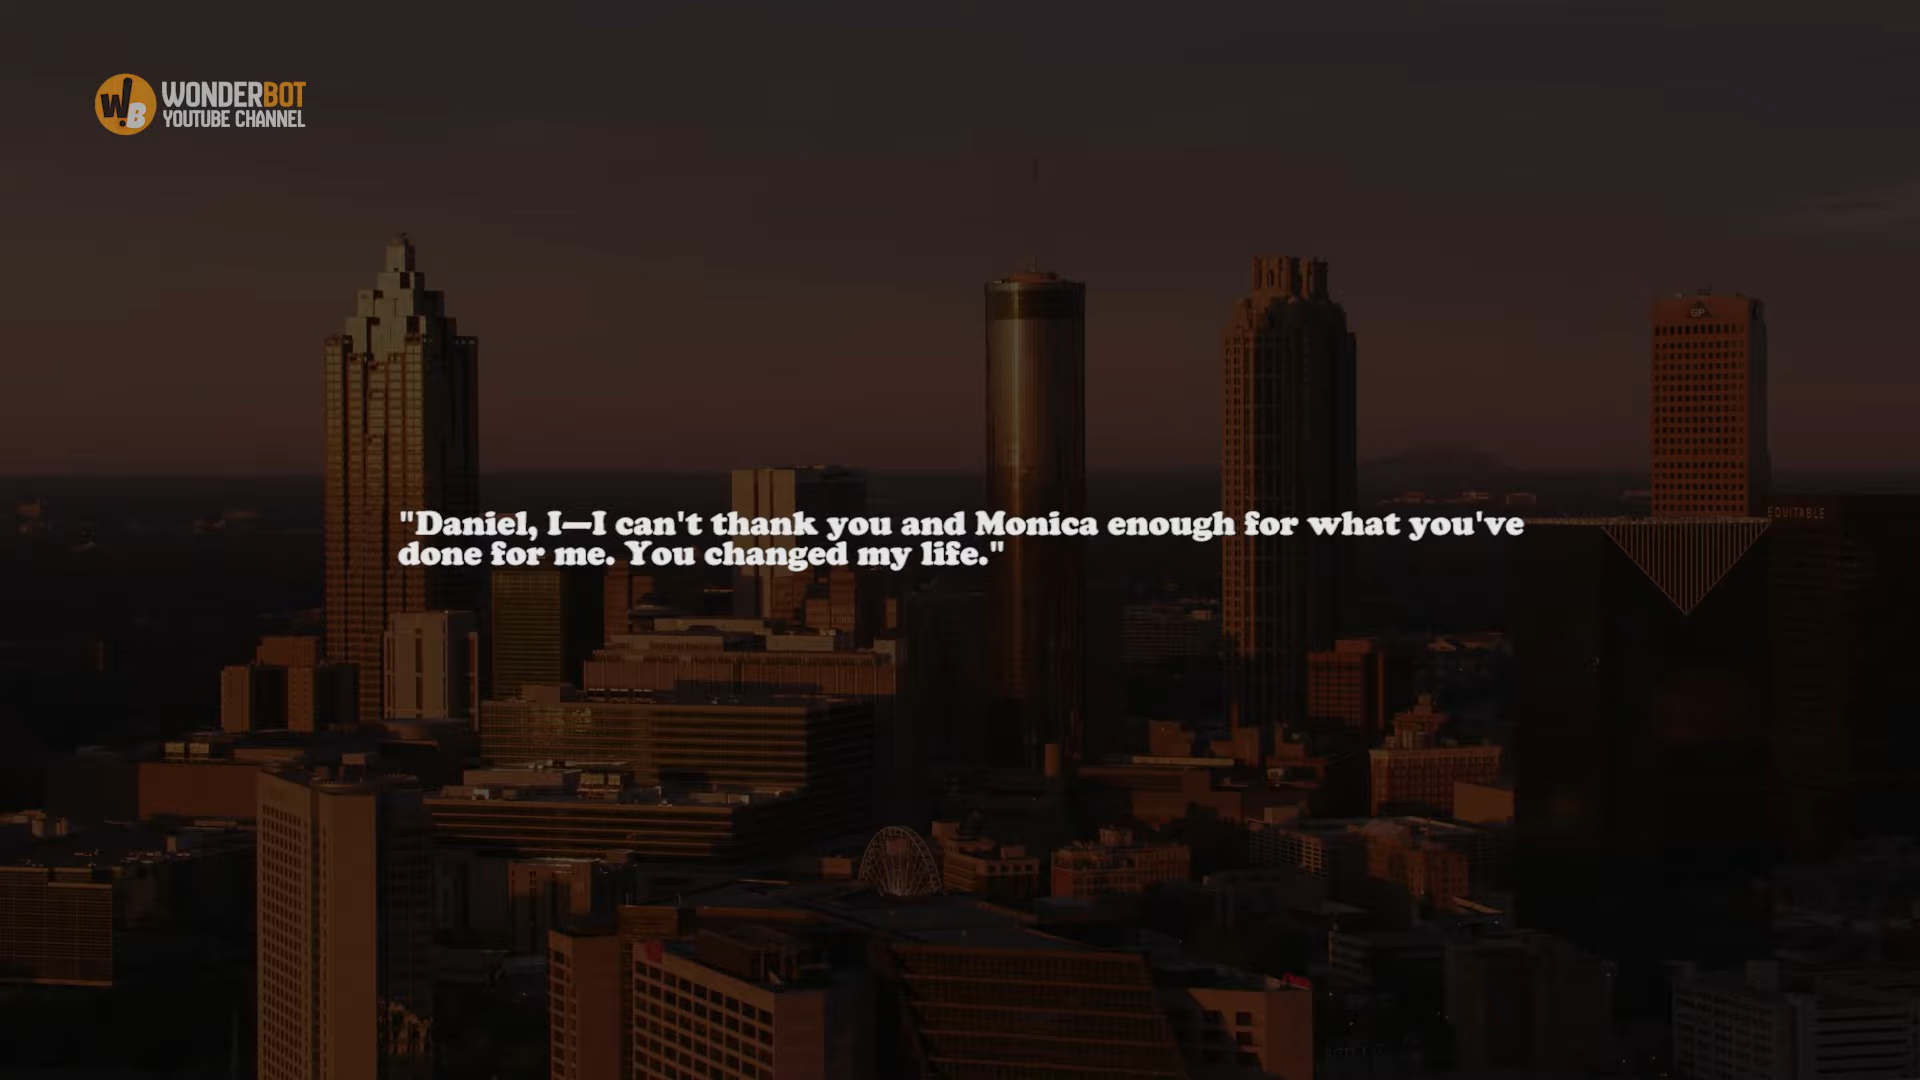 W!B WONDERBOT
YOUTUBE CHANNEL
GP
EQUITABLE
"Daniel, I—I can't thank you and Monica enough for what you've
done for me. You changed my life."